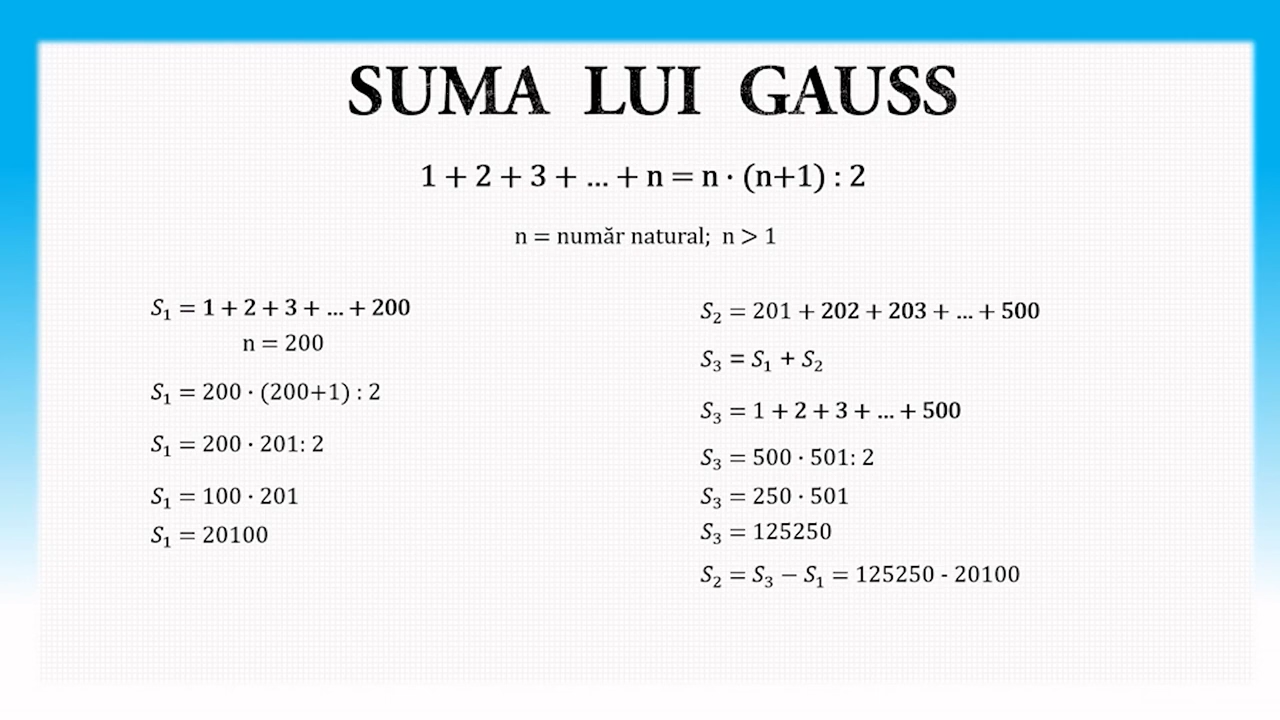 SUMA LUI GAUSS
1 + 2 + 3 + ... + n = n · (n+1) : 2
n = număr natural; n > 1
S₁ = 1 + 2 + 3 + ... + 200
n = 200
S₁ = 200 · (200+1) : 2
S₁ = 200 · 201: 2
S₁ = 100 · 201
S₁ = 20100
S₂ = 201 + 202 + 203 + ... + 500
S₃ = S₁ + S₂
S₃ = 1 + 2 + 3 + ... + 500
S₃ = 500 · 501: 2
S₃ = 250 · 501
S₃ = 125250
S₂ = S₃ − S₁ = 125250 - 20100